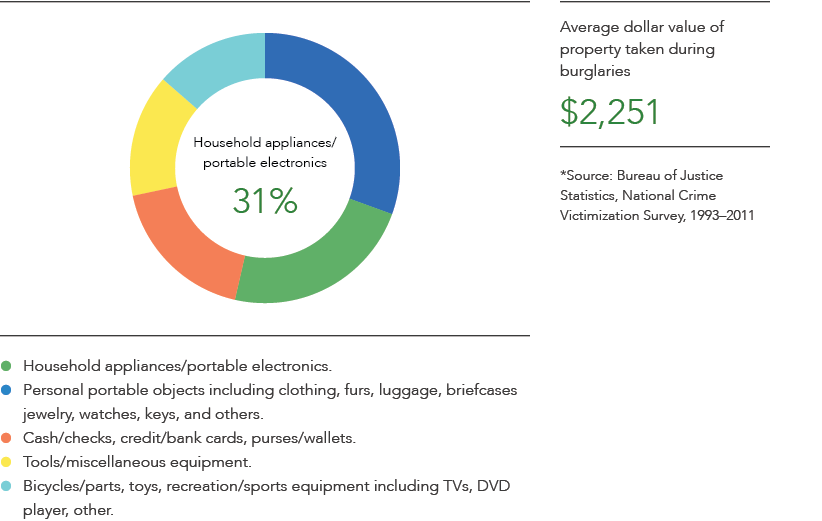 Household appliances/
portable electronics
31%
Average dollar value of
property taken during
burglaries
$2,251
*Source: Bureau of Justice
Statistics, National Crime
Victimization Survey, 1993–2011
Household appliances/portable electronics.
Personal portable objects including clothing, furs, luggage, briefcases
jewelry, watches, keys, and others.
Cash/checks, credit/bank cards, purses/wallets.
Tools/miscellaneous equipment.
Bicycles/parts, toys, recreation/sports equipment including TVs, DVD
player, other.